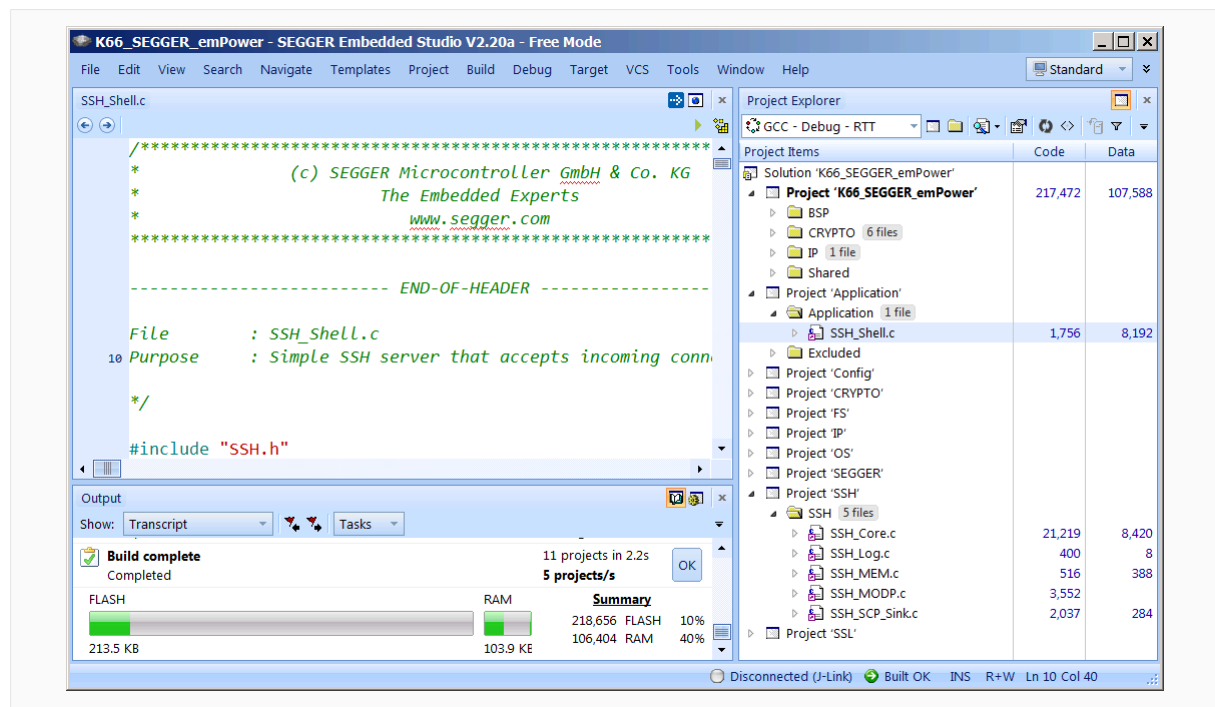 K66_SEGGER_emPower - SEGGER Embedded Studio V2.20a - Free Mode
File Edit View Search Navigate Templates Project Build Debug Target VCS Tools Window Help Standard
SSH_Shell.c
/**********************************************************
* (c) SEGGER Microcontroller GmbH & Co. KG
* The Embedded Experts
* www.segger.com
***********************************************************
-------------------------- END-OF-HEADER -----------------
File : SSH_Shell.c
10 Purpose : Simple SSH server that accepts incoming conn
*/
#include "SSH.h"
Output
Show: Transcript Tasks
Build complete 11 projects in 2.2s OK
Completed 5 projects/s
FLASH RAM Summary
218,656 FLASH 10%
106,404 RAM 40%
213.5 KB 103.9 KE
Project Explorer
GCC - Debug - RTT
Project Items Code Data
Solution 'K66_SEGGER_emPower'
Project 'K66_SEGGER_emPower' 217,472 107,588
BSP
CRYPTO 6 files
IP 1 file
Shared
Project 'Application'
Application 1 file
SSH_Shell.c 1,756 8,192
Excluded
Project 'Config'
Project 'CRYPTO'
Project 'FS'
Project 'IP'
Project 'OS'
Project 'SEGGER'
Project 'SSH'
SSH 5 files
SSH_Core.c 21,219 8,420
SSH_Log.c 400 8
SSH_MEM.c 516 388
SSH_MODP.c 3,552
SSH_SCP_Sink.c 2,037 284
Project 'SSL'
Disconnected (J-Link) Built OK INS R+W Ln 10 Col 40